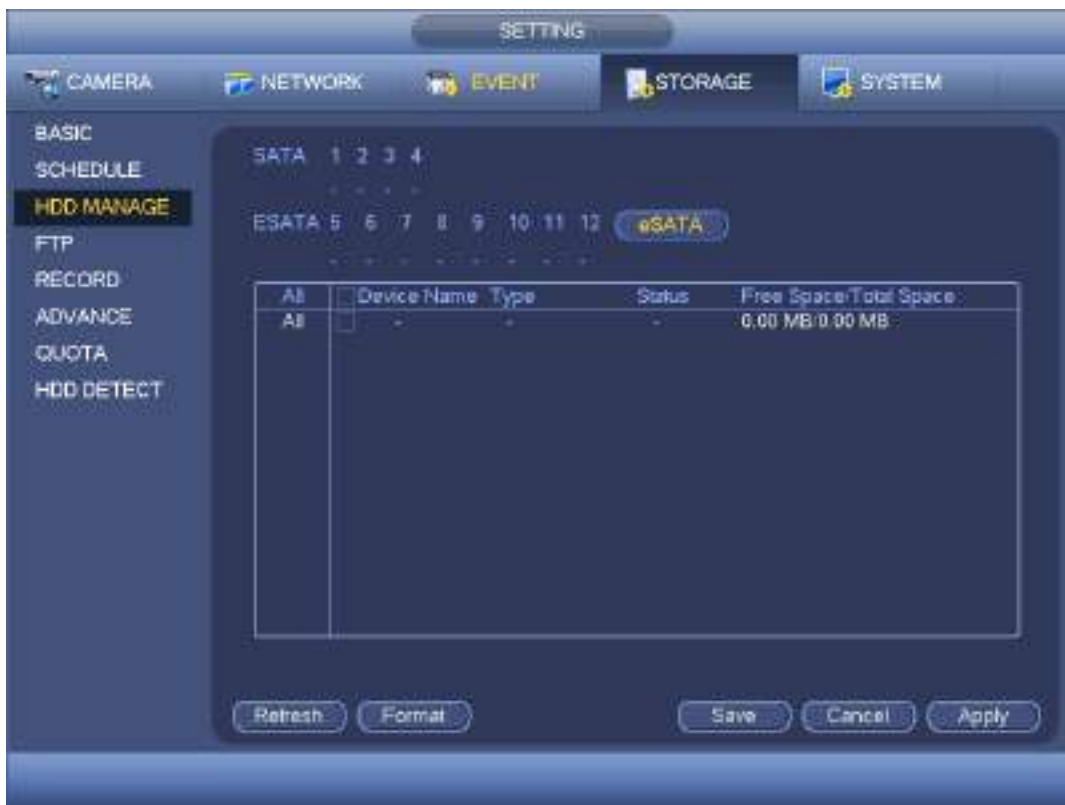 SETTING
CAMERA NETWORK EVENT STORAGE SYSTEM
BASIC
SCHEDULE
HDD MANAGE
FTP
RECORD
ADVANCE
QUOTA
HDD DETECT
SATA 1 2 3 4
- - - -
ESATA 5 6 7 8 9 10 11 12 eSATA
- - - - - - - -
All Device Name Type Status Free Space/Total Space
All - - - 0.00 MB/0.00 MB
Refresh Format Save Cancel Apply